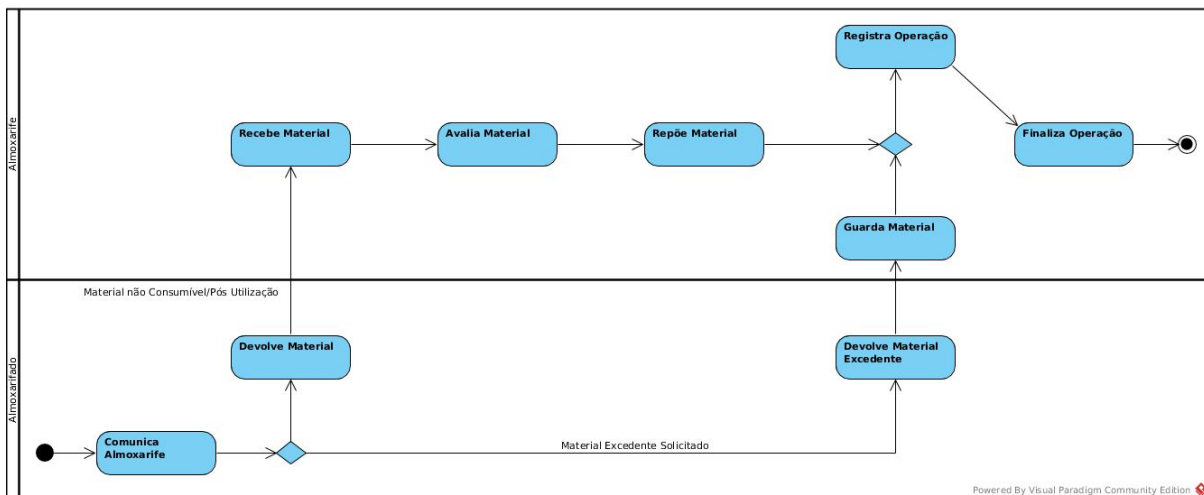 Almoxarife
Registra Operação
Recebe Material
Avalia Material
Repõe Material
Finaliza Operação
Guarda Material
Almoxarifado
Material não Consumível/Pós Utilização
Devolve Material
Devolve Material
Excedente
Comunica
Almoxarife
Material Excedente Solicitado
Powered By Visual Paradigm Community Edition